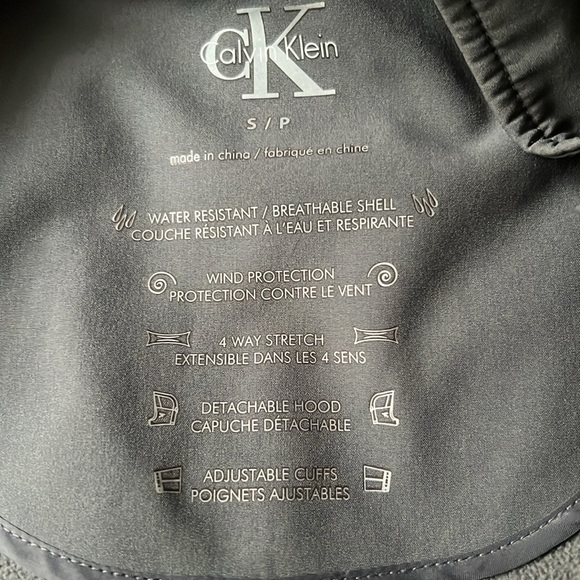 CK
Calvin Klein
S / P
made in china / fabriqué en chine
WATER RESISTANT / BREATHABLE SHELL
COUCHE RÉSISTANT À L'EAU ET RESPIRANTE
WIND PROTECTION
PROTECTION CONTRE LE VENT
4 WAY STRETCH
EXTENSIBLE DANS LES 4 SENS
DETACHABLE HOOD
CAPUCHE DÉTACHABLE
ADJUSTABLE CUFFS
POIGNETS AJUSTABLES